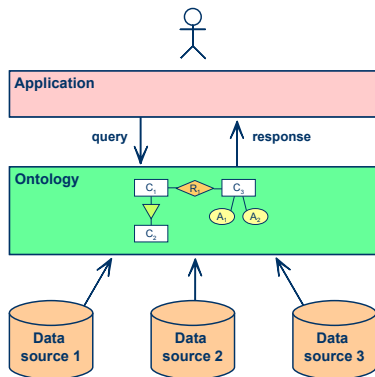 Application
query
response
Ontology
C1
R1
C3
A1
A2
C2
Data
source 1
Data
source 2
Data
source 3